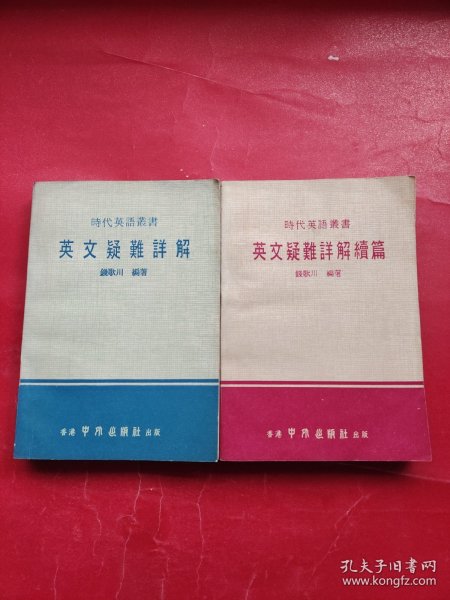 時代英語叢書
英文疑難詳解
錢歌川 編著
香港 中外出版社 出版
時代英語叢書
英文疑難詳解續篇
錢歌川 編著
香港 中外出版社 出版
孔夫子旧书网
www.kongfz.com